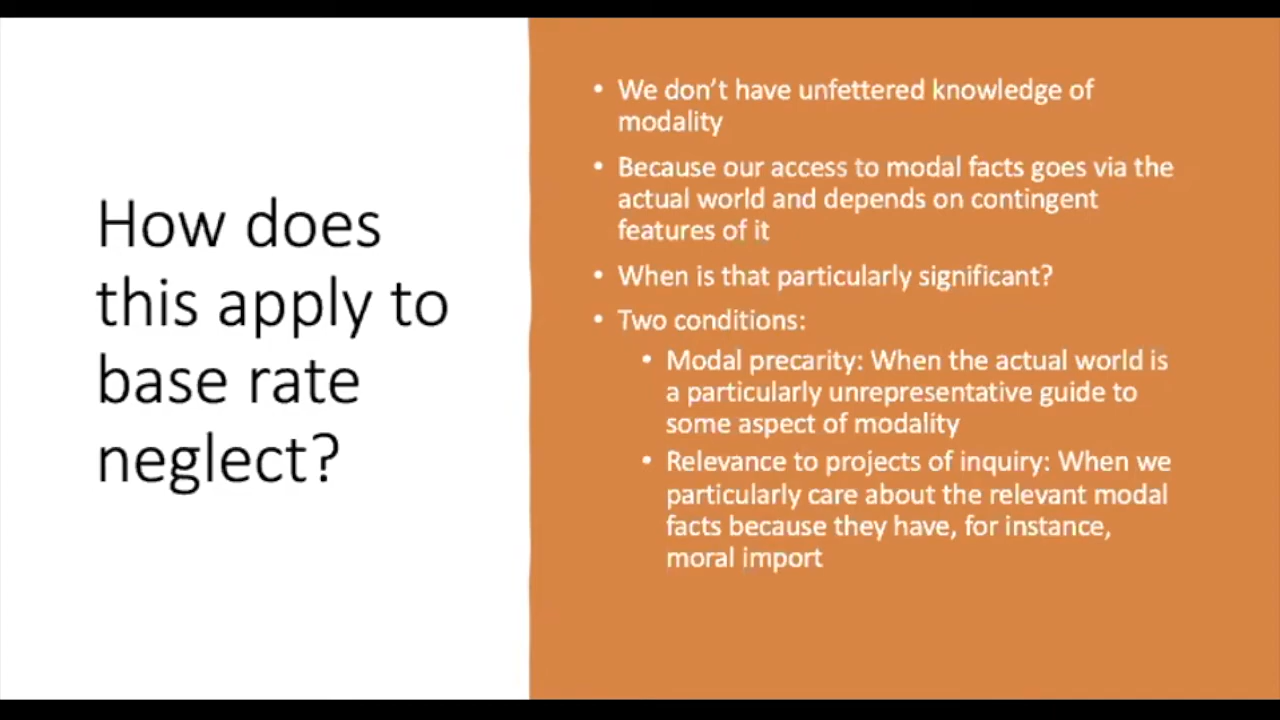 How does
this apply to
base rate
neglect?
• We don't have unfettered knowledge of
modality
• Because our access to modal facts goes via the
actual world and depends on contingent
features of it
• When is that particularly significant?
• Two conditions:
• Modal precarity: When the actual world is
a particularly unrepresentative guide to
some aspect of modality
• Relevance to projects of inquiry: When we
particularly care about the relevant modal
facts because they have, for instance,
moral import